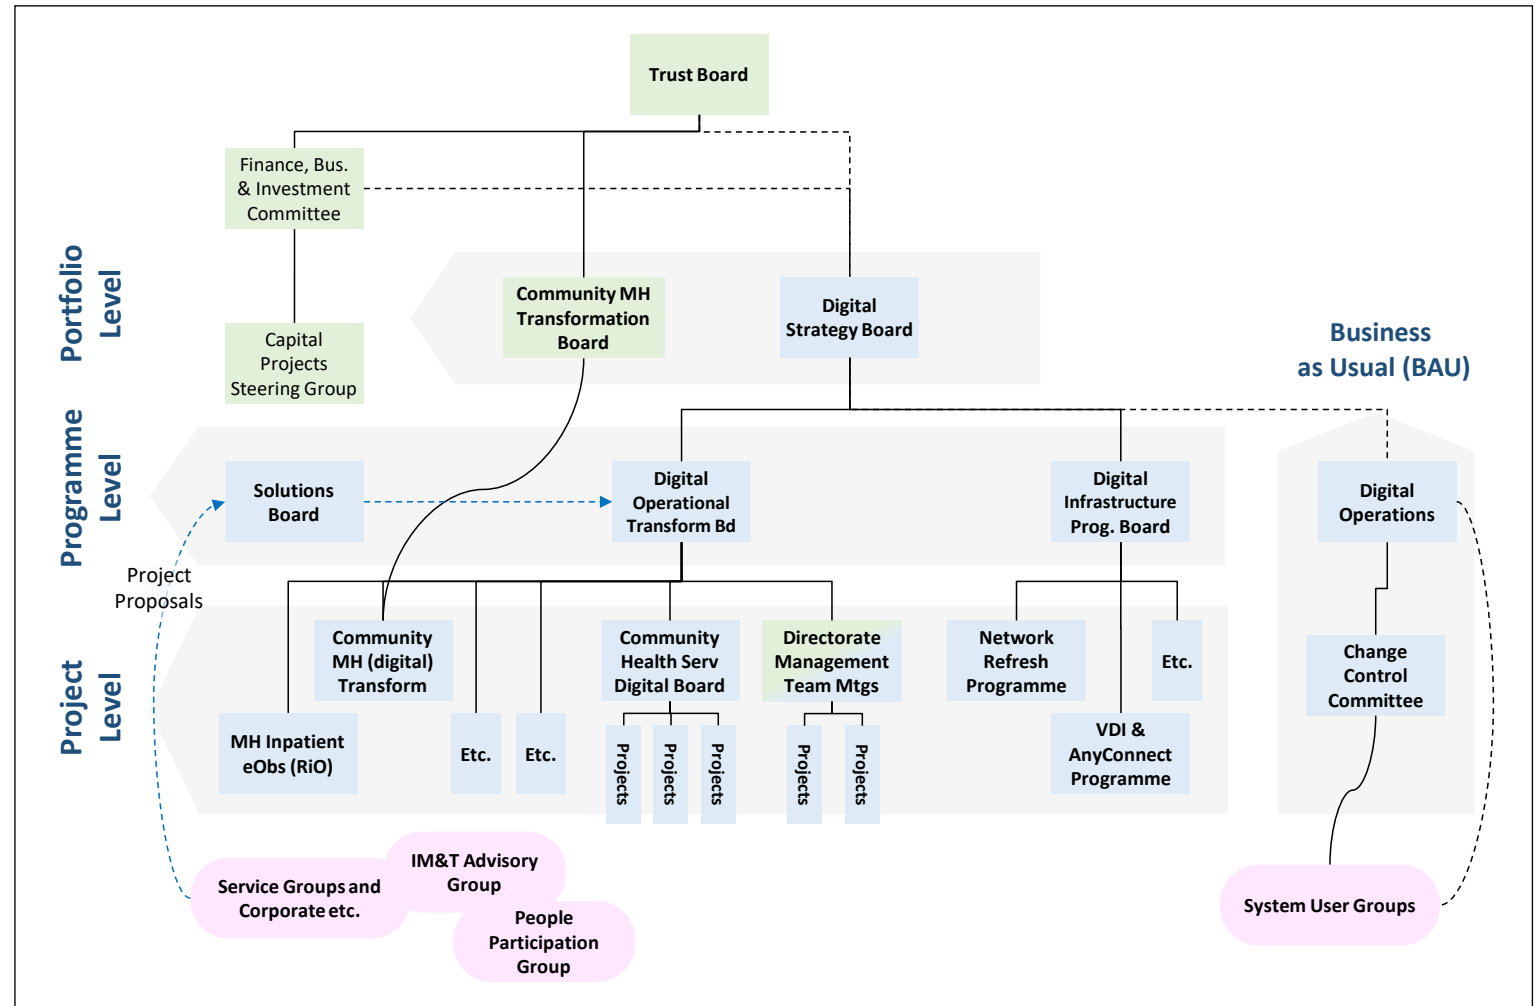 Trust Board
Finance, Bus.
& Investment
Committee
Portfolio
Level
Community MH
Transformation
Board
Digital
Strategy Board
Capital
Projects
Steering Group
Business
as Usual (BAU)
Programme
Level
Solutions
Board
Digital
Operational
Transform Bd
Digital
Infrastructure
Prog. Board
Digital
Operations
Project
Proposals
Project
Level
Community
MH (digital)
Transform
Community
Health Serv
Digital Board
Directorate
Management
Team Mtgs
Network
Refresh
Programme
Etc.
Change
Control
Committee
MH Inpatient
eObs (RiO)
Etc.
Etc.
Projects
Projects
Projects
Projects
Projects
VDI &
AnyConnect
Programme
IM&T Advisory
Group
Service Groups and
Corporate etc.
People
Participation
Group
System User Groups